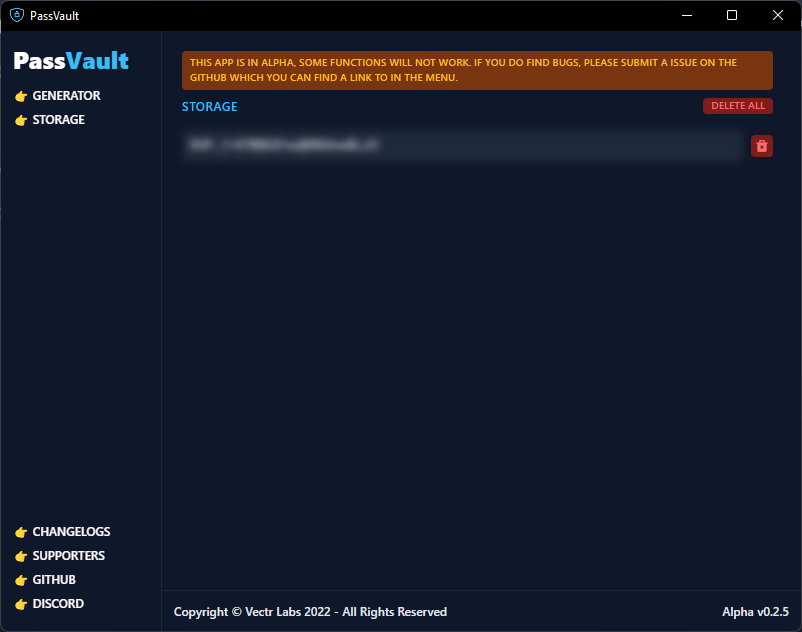 PassVault
PassVault
GENERATOR
STORAGE
THIS APP IS IN ALPHA, SOME FUNCTIONS WILL NOT WORK. IF YOU DO FIND BUGS, PLEASE SUBMIT A ISSUE ON THE
GITHUB WHICH YOU CAN FIND A LINK TO IN THE MENU.
STORAGE
DELETE ALL
CHANGELOGS
SUPPORTERS
GITHUB
DISCORD
Copyright © Vectr Labs 2022 - All Rights Reserved
Alpha v0.2.5